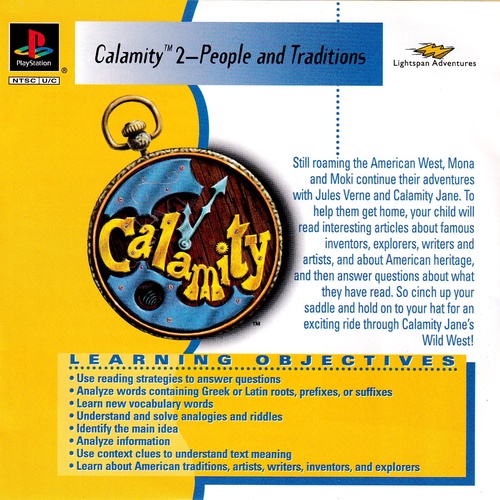 PlayStation
NTSC U/C
®
Calamity™ 2–People and Traditions
Lightspan Adventures
Calamity
™
Still roaming the American West, Mona
and Moki continue their adventures
with Jules Verne and Calamity Jane. To
help them get home, your child will
read interesting articles about famous
inventors, explorers, writers and
artists, and about American heritage,
and then answer questions about what
they have read. So cinch up your
saddle and hold on to your hat for an
exciting ride through Calamity Jane's
Wild West!
LEARNING OBJECTIVES
• Use reading strategies to answer questions
• Analyze words containing Greek or Latin roots, prefixes, or suffixes
• Learn new vocabulary words
• Understand and solve analogies and riddles
• Identify the main idea
• Analyze information
• Use context clues to understand text meaning
• Learn about American traditions, artists, writers, inventors, and explorers